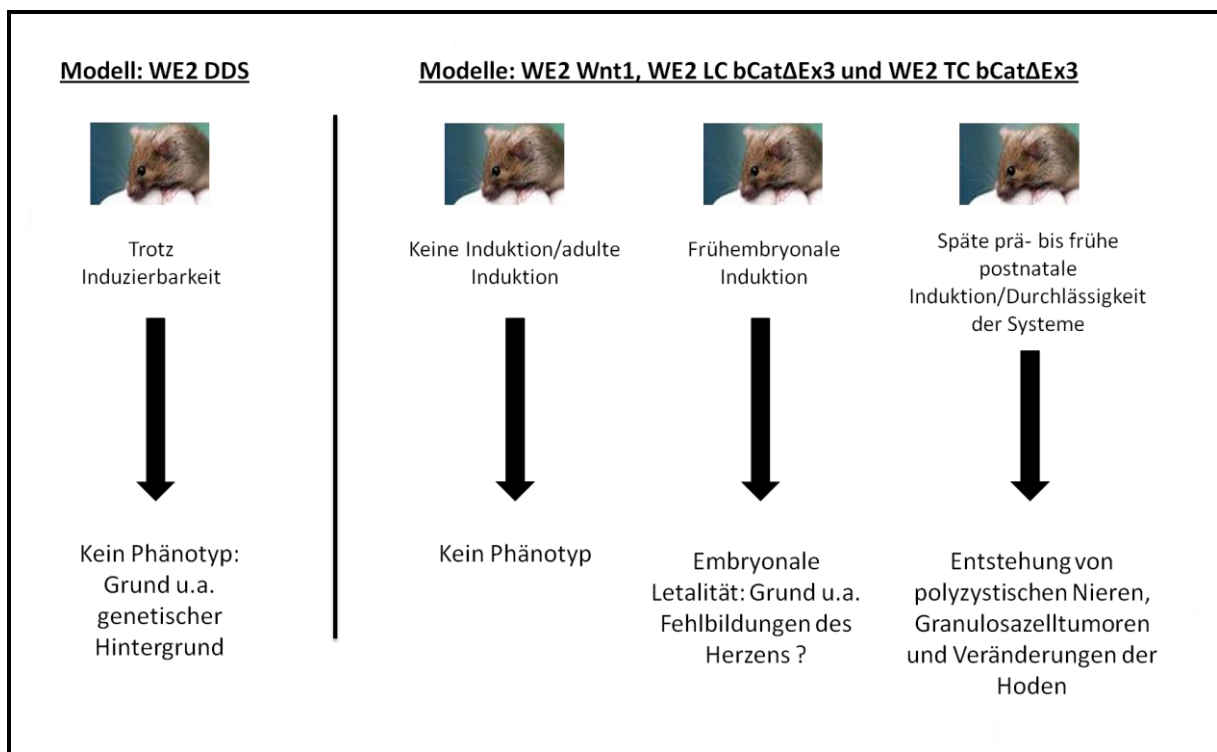 Modell: WE2 DDS
Modelle: WE2 Wnt1, WE2 LC bCatΔEx3 und WE2 TC bCatΔEx3
Trotz
Induzierbarkeit
Kein Phänotyp:
Grund u.a.
genetischer
Hintergrund
Keine Induktion/adulte
Induktion
Kein Phänotyp
Frühembryonale
Induktion
Embryonale
Letalität: Grund u.a.
Fehlbildungen des
Herzens ?
Späte prä- bis frühe
postnatale
Induktion/Durchlässigkeit
der Systeme
Entstehung von
polyzystischen Nieren,
Granulosazelltumoren
und Veränderungen der
Hoden